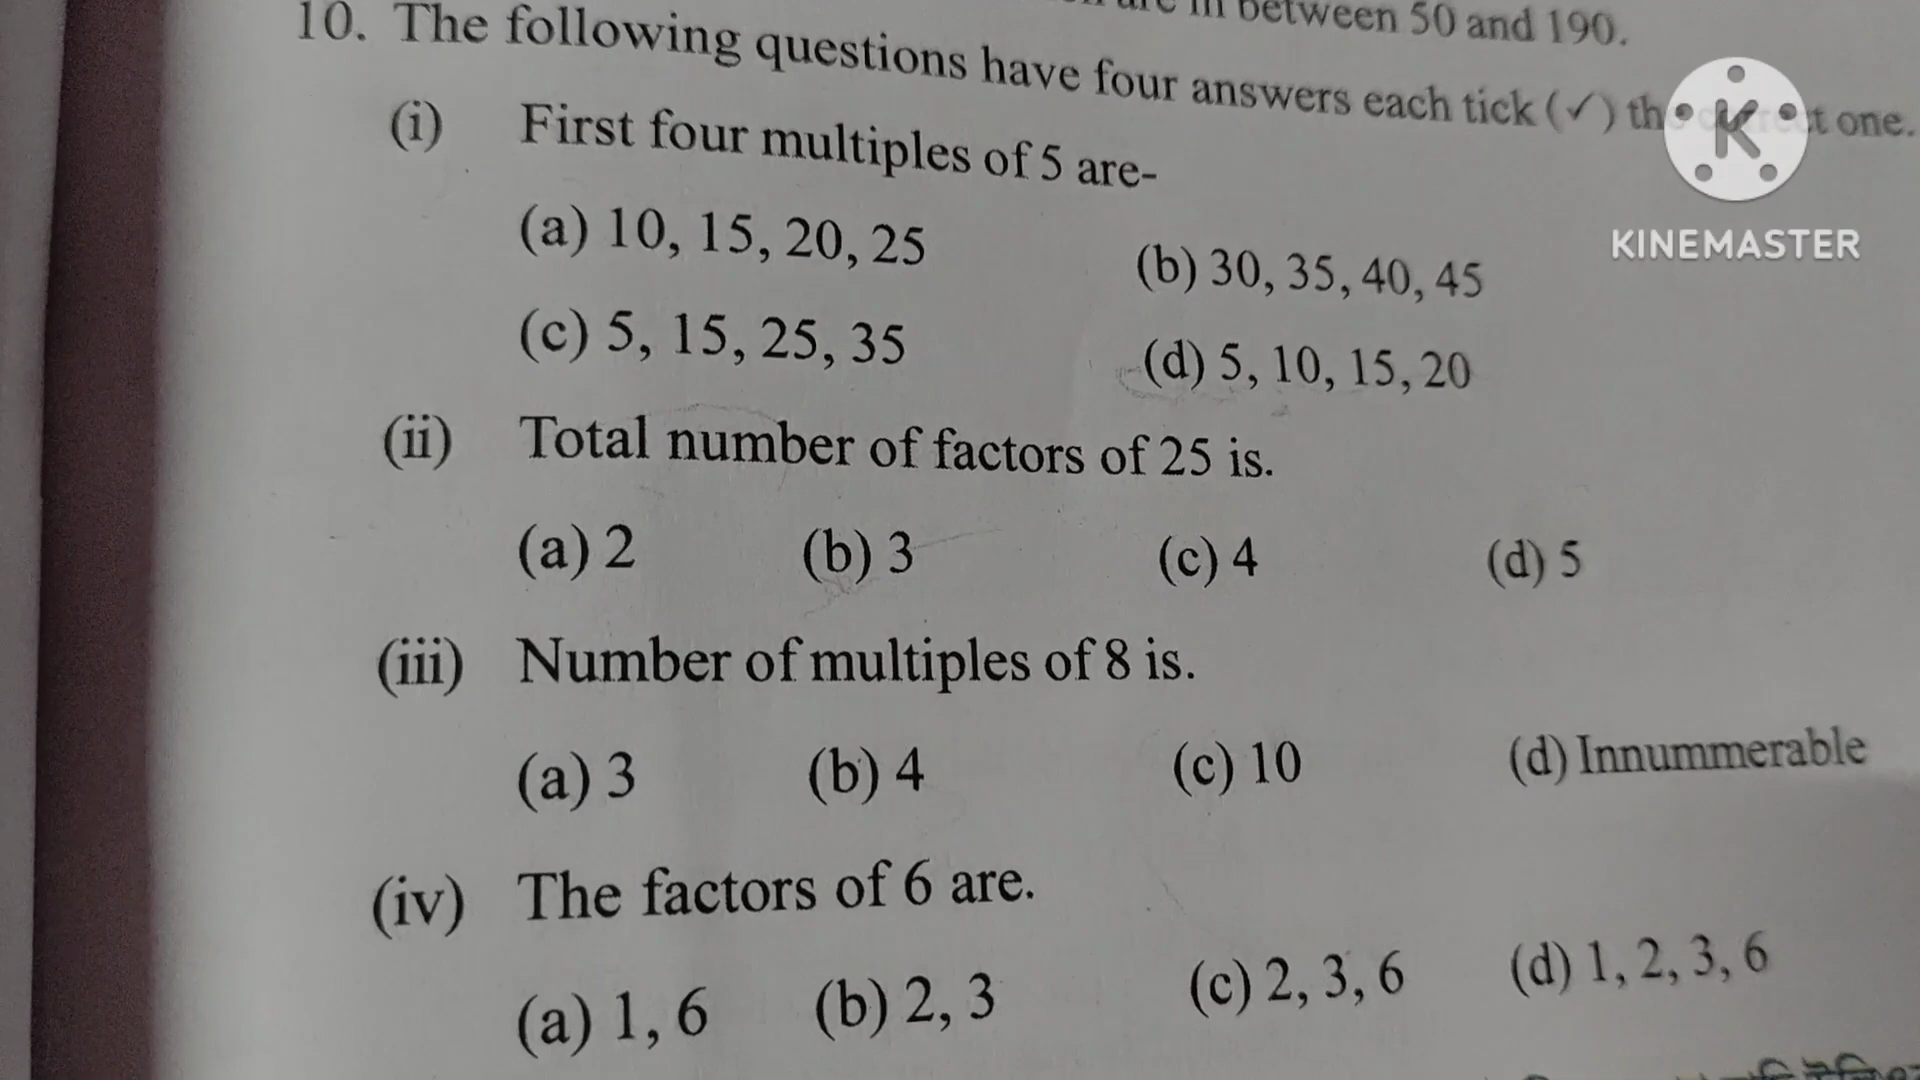 are in between 50 and 190.
10. The following questions have four answers each tick (✓) the correct one.
(i) First four multiples of 5 are-
(a) 10, 15, 20, 25 (b) 30, 35, 40, 45
(c) 5, 15, 25, 35 (d) 5, 10, 15, 20
(ii) Total number of factors of 25 is.
(a) 2 (b) 3 (c) 4 (d) 5
(iii) Number of multiples of 8 is.
(a) 3 (b) 4 (c) 10 (d) Innummerable
(iv) The factors of 6 are.
(a) 1, 6 (b) 2, 3 (c) 2, 3, 6 (d) 1, 2, 3, 6
K
KINEMASTER